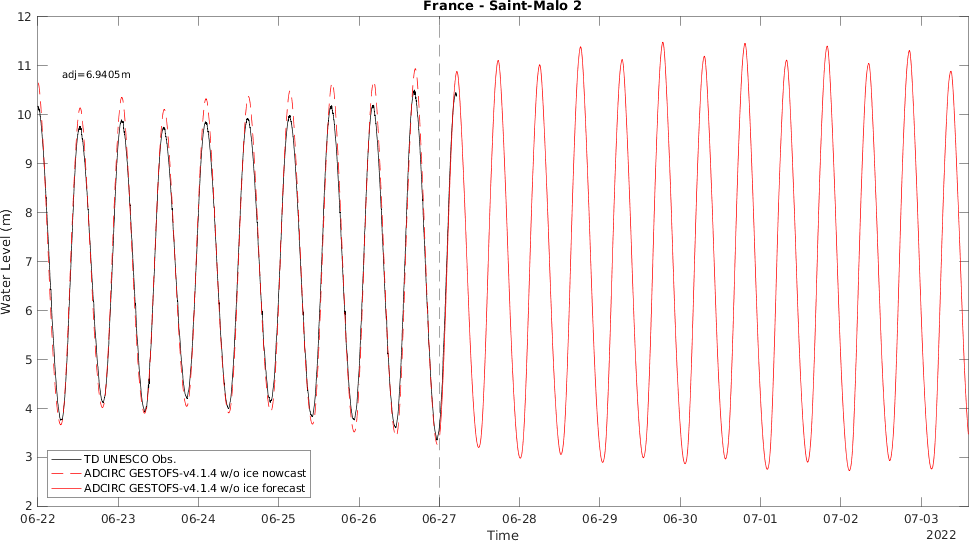 France - Saint-Malo 2
12
11
10
9
8
7
6
5
4
3
2
Water Level (m)
adj=6.9405m
TD UNESCO Obs.
ADCIRC GESTOFS-v4.1.4 w/o ice nowcast
ADCIRC GESTOFS-v4.1.4 w/o ice forecast
06-22 06-23 06-24 06-25 06-26 06-27 06-28 06-29 06-30 07-01 07-02 07-03
Time
2022